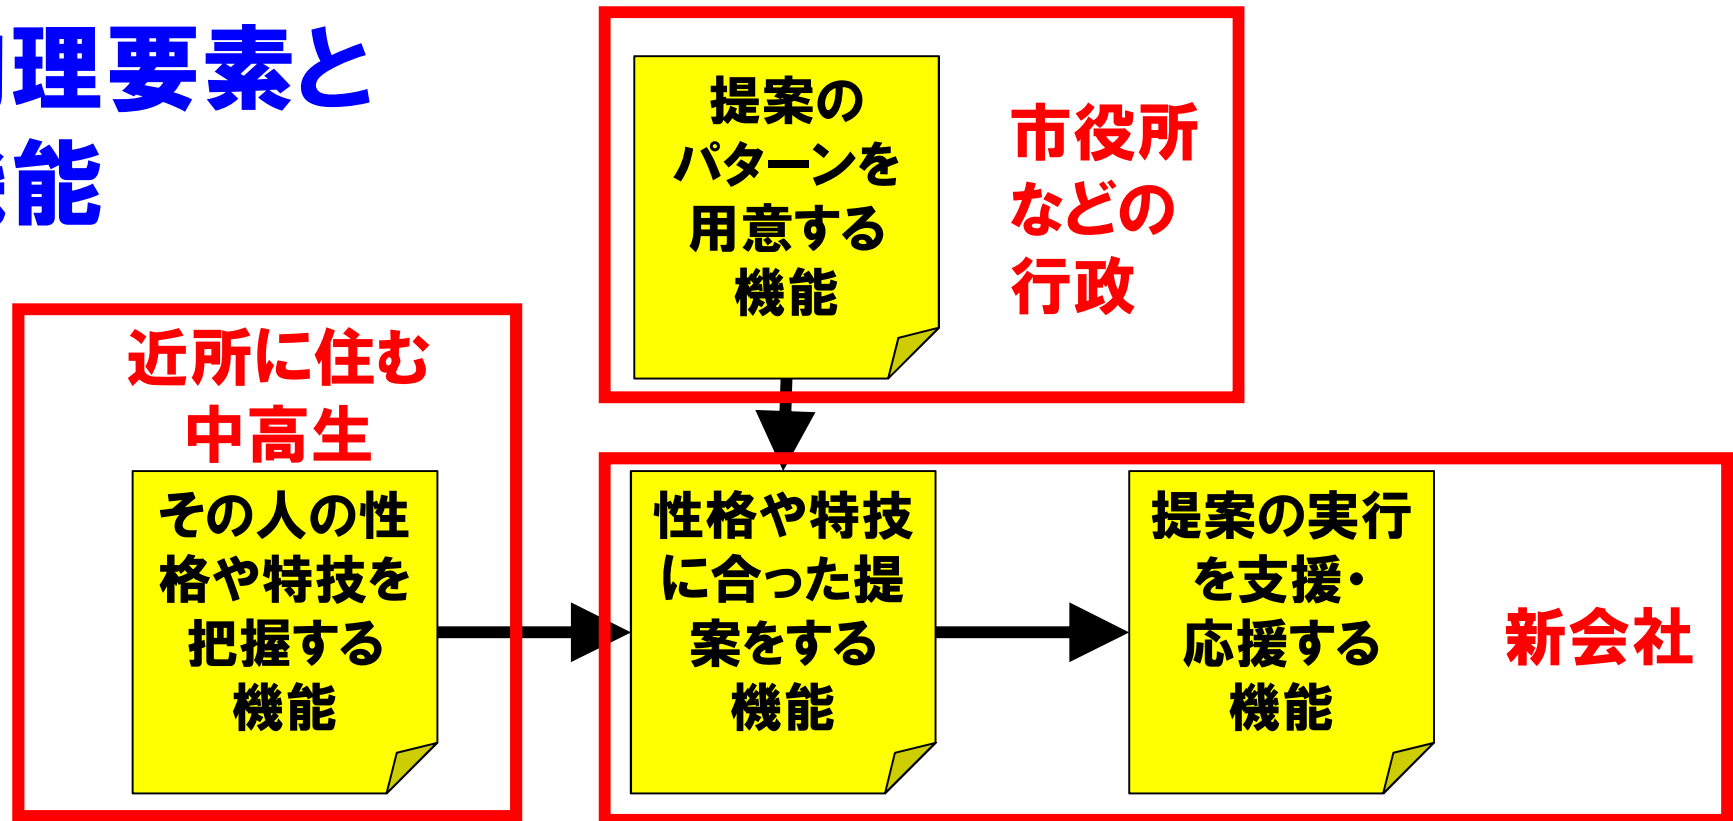 理要素と
能
提案の
パターンを
用意する
機能
市役所
などの
行政
近所に住む
中高生
その人の性
格や特技を
把握する
機能
性格や特技
に合った提
案をする
機能
提案の実行
を支援・
応援する
機能
新会社